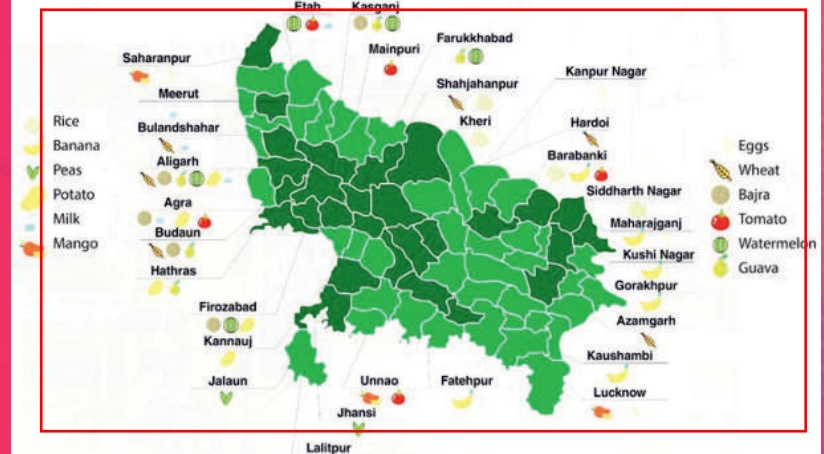 Etah
Kasganj
Mainpuri
Farukkhabad
Saharanpur
Shahjahanpur
Kanpur Nagar
Meerut
Kheri
Bulandshahar
Hardoi
Rice
Banana
Peas
Potato
Milk
Mango
Aligarh
Barabanki
Agra
Siddharth Nagar
Budaun
Maharajganj
Hathras
Kushi Nagar
Eggs
Wheat
Bajra
Tomato
Watermelon
Guava
Gorakhpur
Firozabad
Azamgarh
Kannauj
Kaushambi
Jalaun
Unnao
Fatehpur
Lucknow
Jhansi
Lalitpur